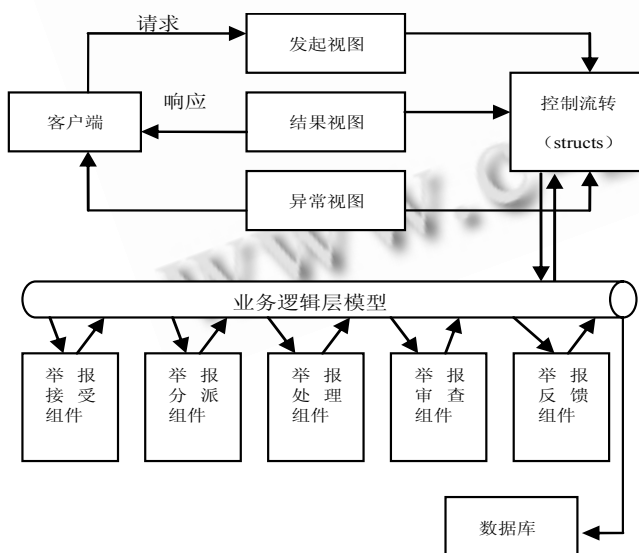 请求
发起视图
客户端
响应
结果视图
控制流转
（structs）
异常视图
www.c
业务逻辑层模型
举报
接受
组件
举报
分派
组件
举报
处理
组件
举报
审查
组件
举报
反馈
组件
数据库